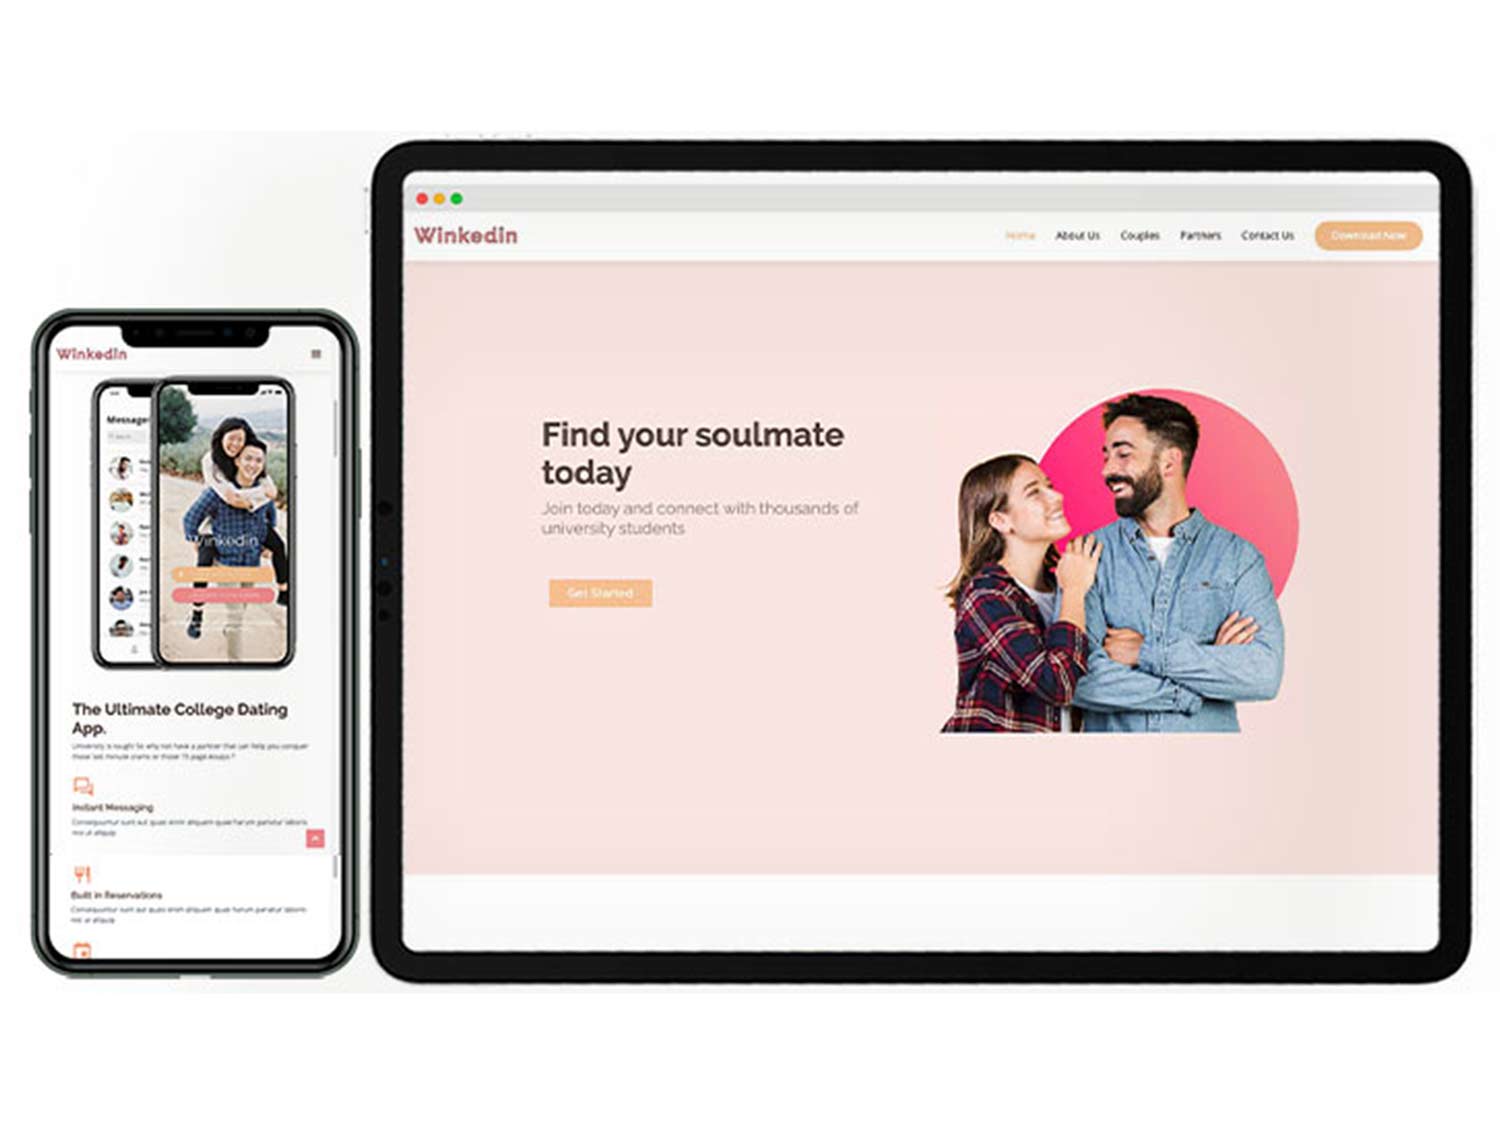 Winkedin
Home About Us Couples Partners Contact Us Download Now
Find your soulmate
today
Join today and connect with thousands of
university students
Get Started
Winkedin
Message
Winkedin
The Ultimate College Dating
App.
University is tough! So why not have a partner that can help you conquer
those last minute crams or those 15 page essays?
Instant Messaging
Consequuntur sunt aut quasi enim aliquam quae harum pariatur laboris
nisi ut aliquip
Built in Reservations
Consequuntur sunt aut quasi enim aliquam quae harum pariatur laboris
nisi ut aliquip